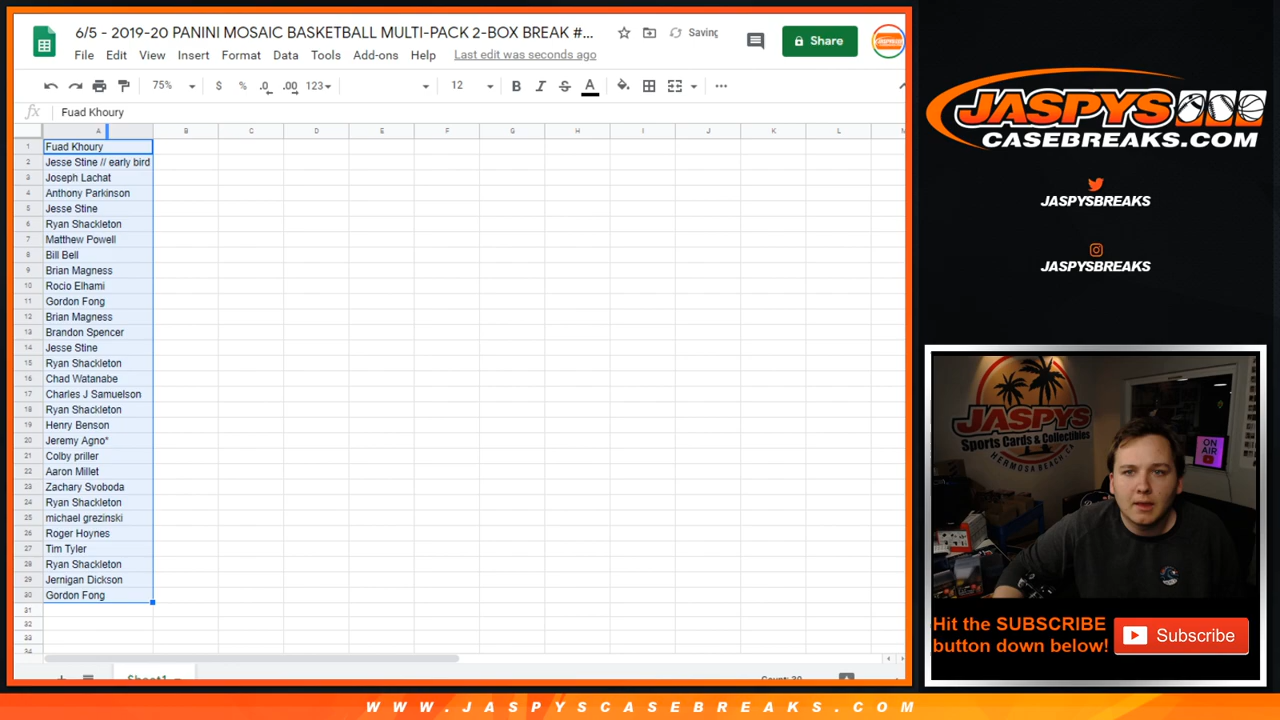 6/5 - 2019-20 PANINI MOSAIC BASKETBALL MULTI-PACK 2-BOX BREAK #...
Saving
Share
File Edit View Insert Format Data Tools Add-ons Help Last edit was seconds ago
75% $ % .0 .00 123 12 B I S A
fx Fuad Khoury
A B C D E F G H I J K L M
1 Fuad Khoury
2 Jesse Stine // early bird
3 Joseph Lachat
4 Anthony Parkinson
5 Jesse Stine
6 Ryan Shackleton
7 Matthew Powell
8 Bill Bell
9 Brian Magness
10 Rocio Elhami
11 Gordon Fong
12 Brian Magness
13 Brandon Spencer
14 Jesse Stine
15 Ryan Shackleton
16 Chad Watanabe
17 Charles J Samuelson
18 Ryan Shackleton
19 Henry Benson
20 Jeremy Agno*
21 Colby priller
22 Aaron Millet
23 Zachary Svoboda
24 Ryan Shackleton
25 michael grezinski
26 Roger Hoynes
27 Tim Tyler
28 Ryan Shackleton
29 Jernigan Dickson
30 Gordon Fong
31
32
33
34
Sheet1
Count: 30
JASPYS
CASEBREAKS.COM
JASPYSBREAKS
JASPYSBREAKS
JASPYS
Sports Cards & Collectibles
HERMOSA BEACH, CA
ON
AIR
Hit the SUBSCRIBE
button down below!
Subscribe
WWW.JASPYSCASEBREAKS.COM